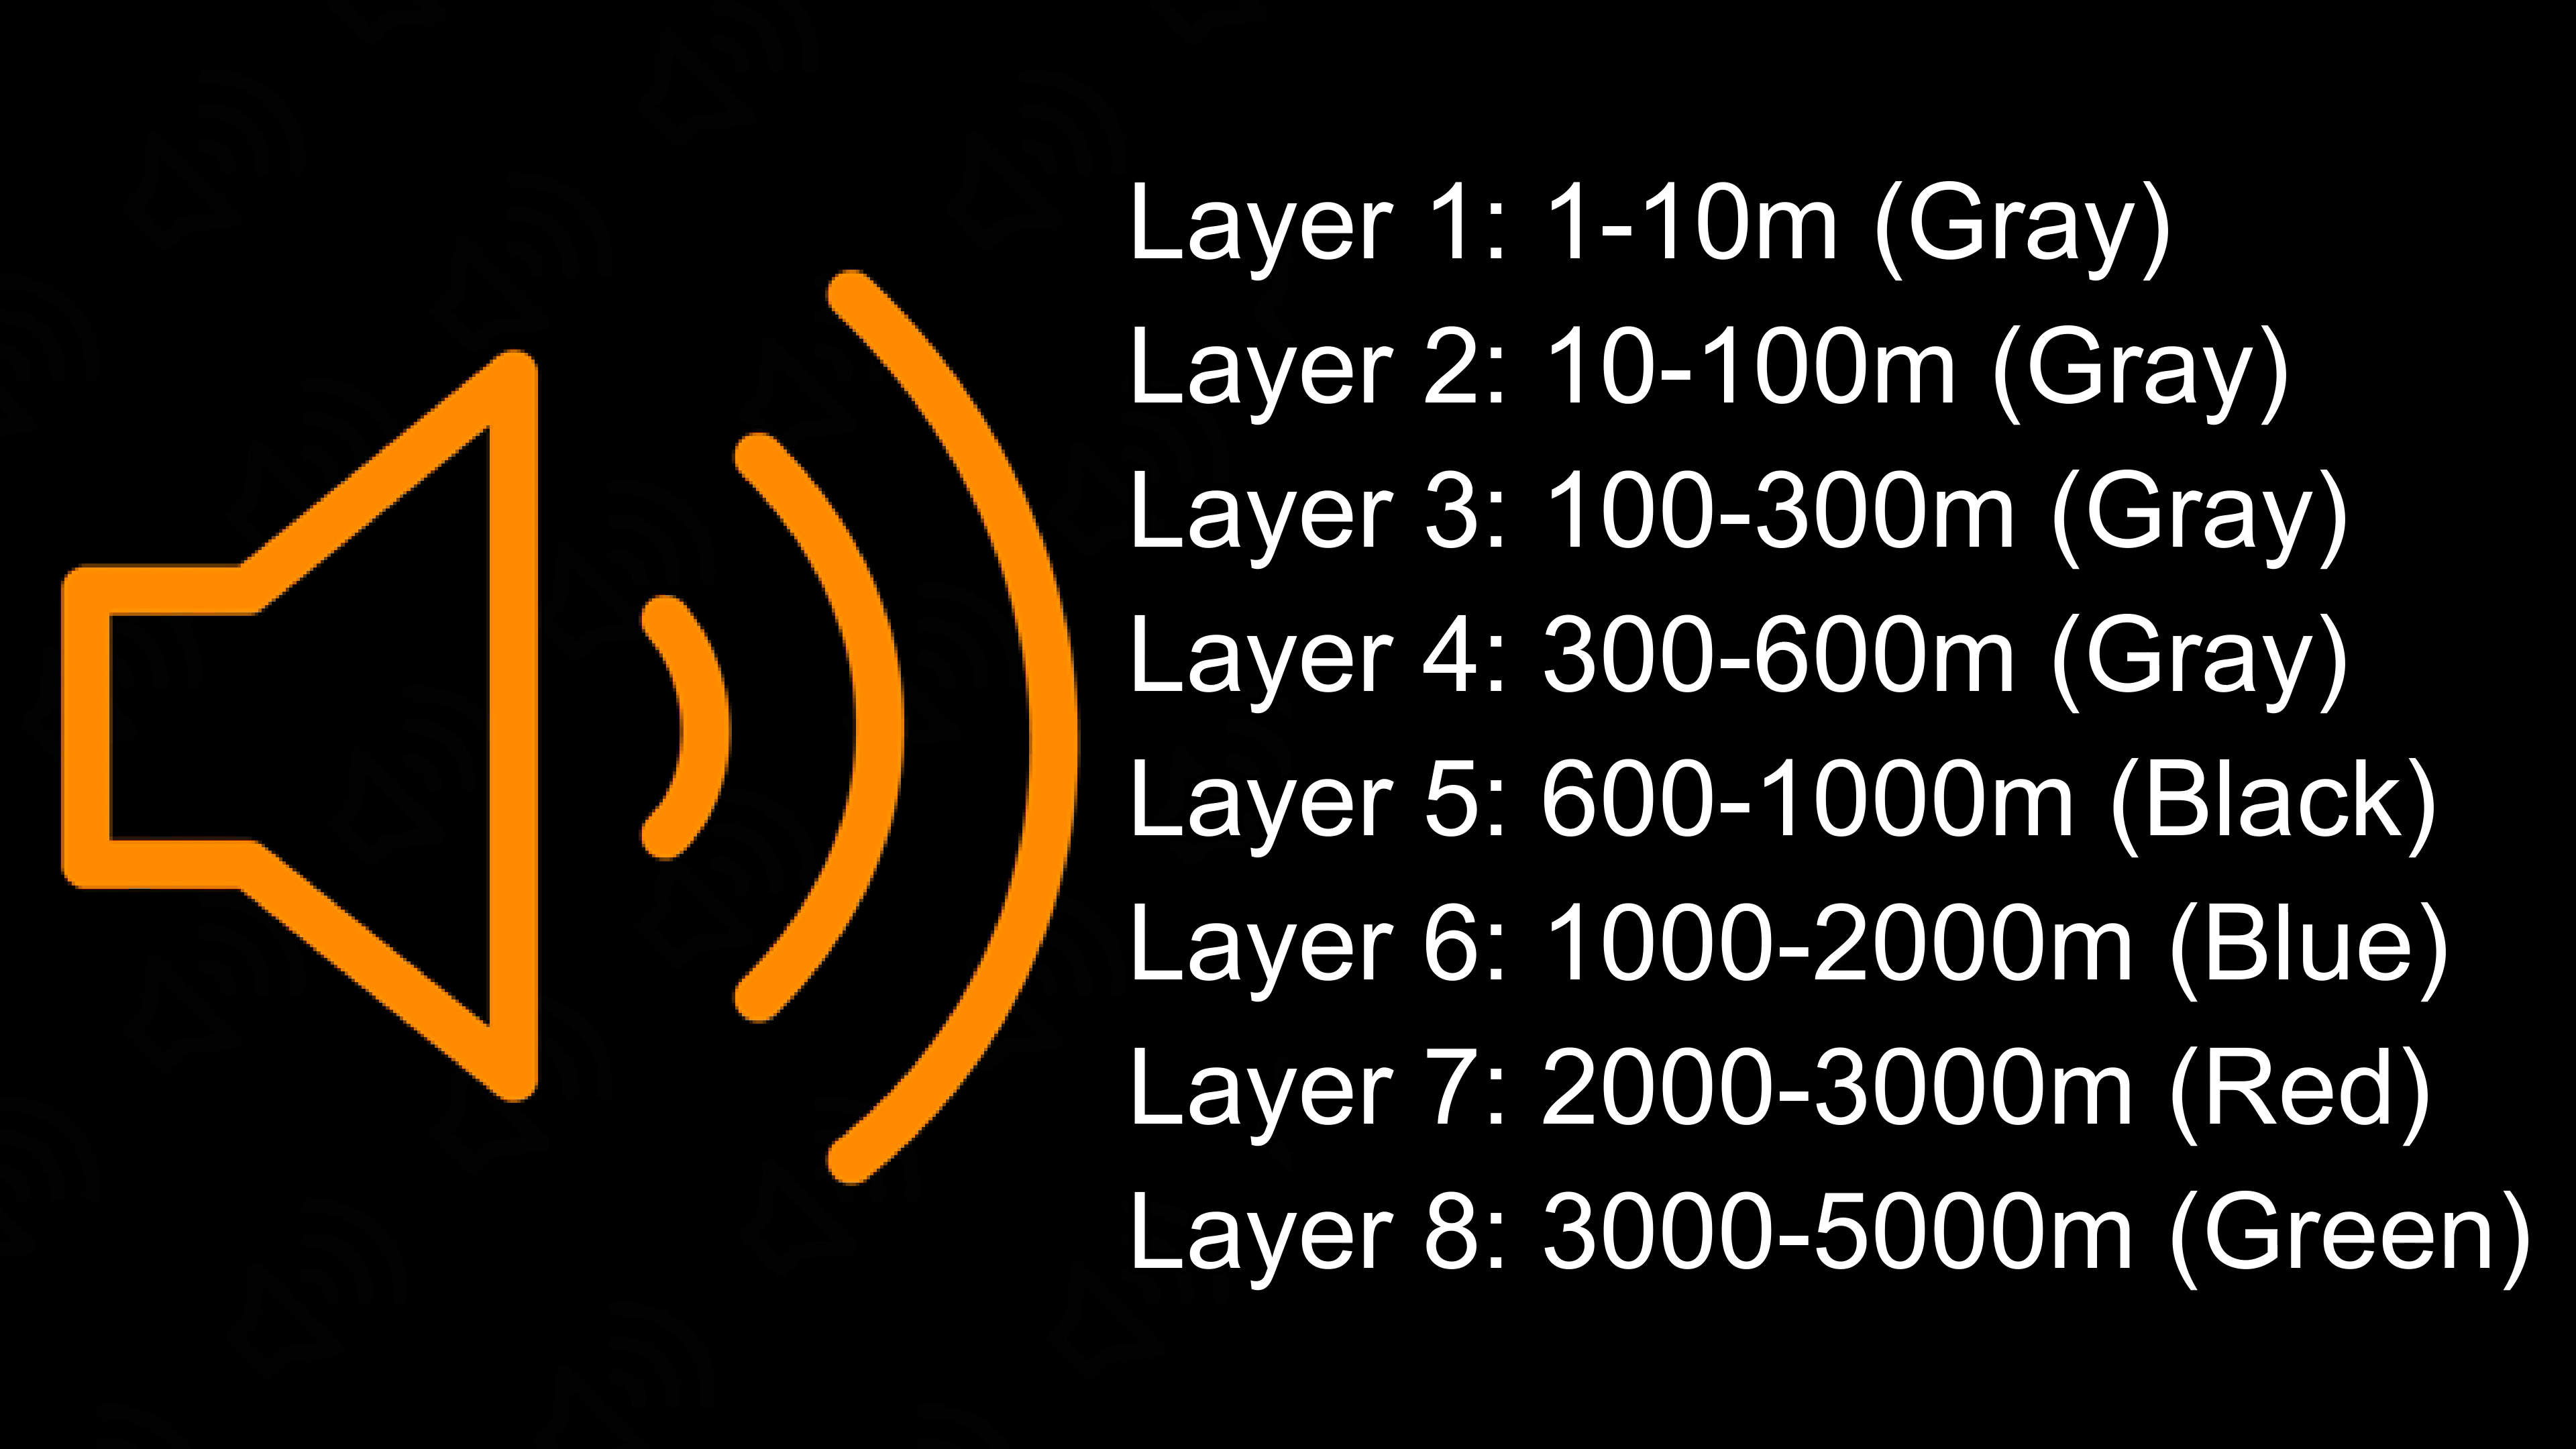 Layer 1: 1-10m (Gray)
Layer 2: 10-100m (Gray)
Layer 3: 100-300m (Gray)
Layer 4: 300-600m (Gray)
Layer 5: 600-1000m (Black)
Layer 6: 1000-2000m (Blue)
Layer 7: 2000-3000m (Red)
Layer 8: 3000-5000m (Green)